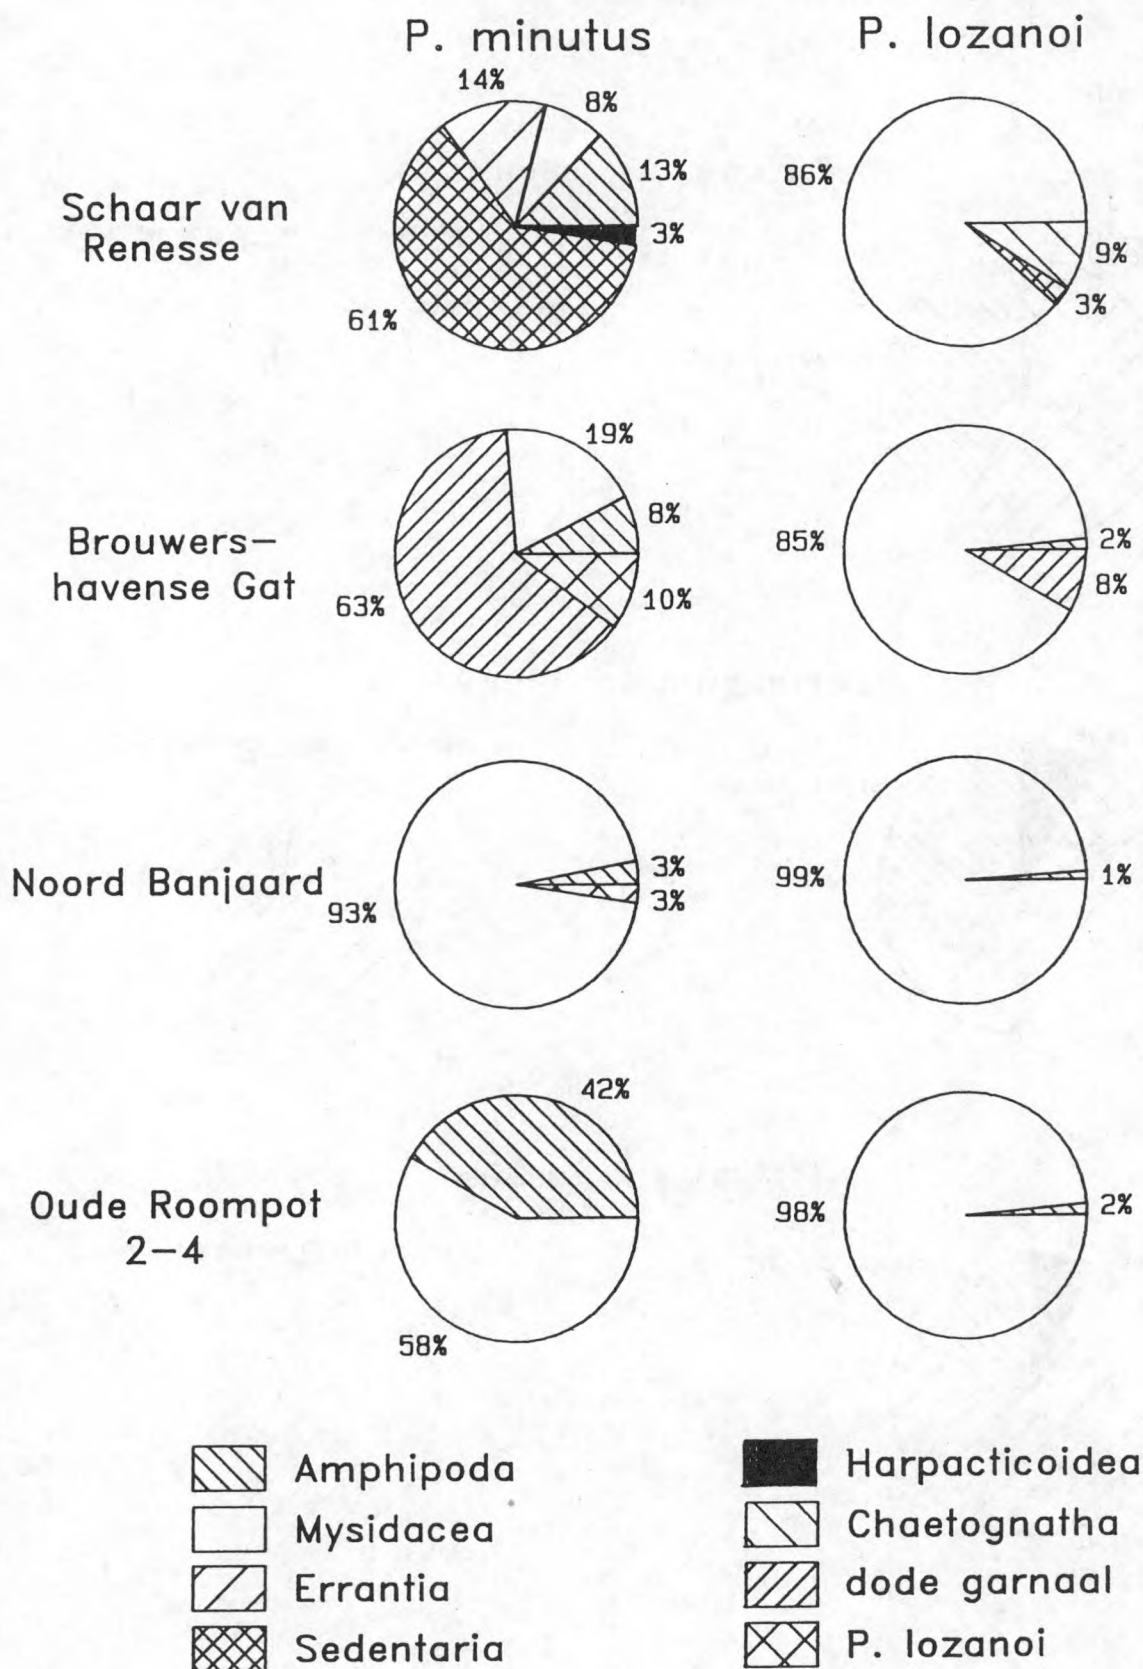 P. minutus
P. lozanoi
Schaar van
Renesse
14%
8%
13%
3%
61%
86%
9%
3%
Brouwers-
havense Gat
19%
8%
10%
63%
85%
2%
8%
Noord Banjaard
93%
3%
3%
99%
1%
Oude Roompot
2-4
42%
58%
98%
2%
Amphipoda
Mysidacea
Errantia
Sedentaria
Harpacticoidea
Chaetognatha
dode garnaal
P. lozanoi